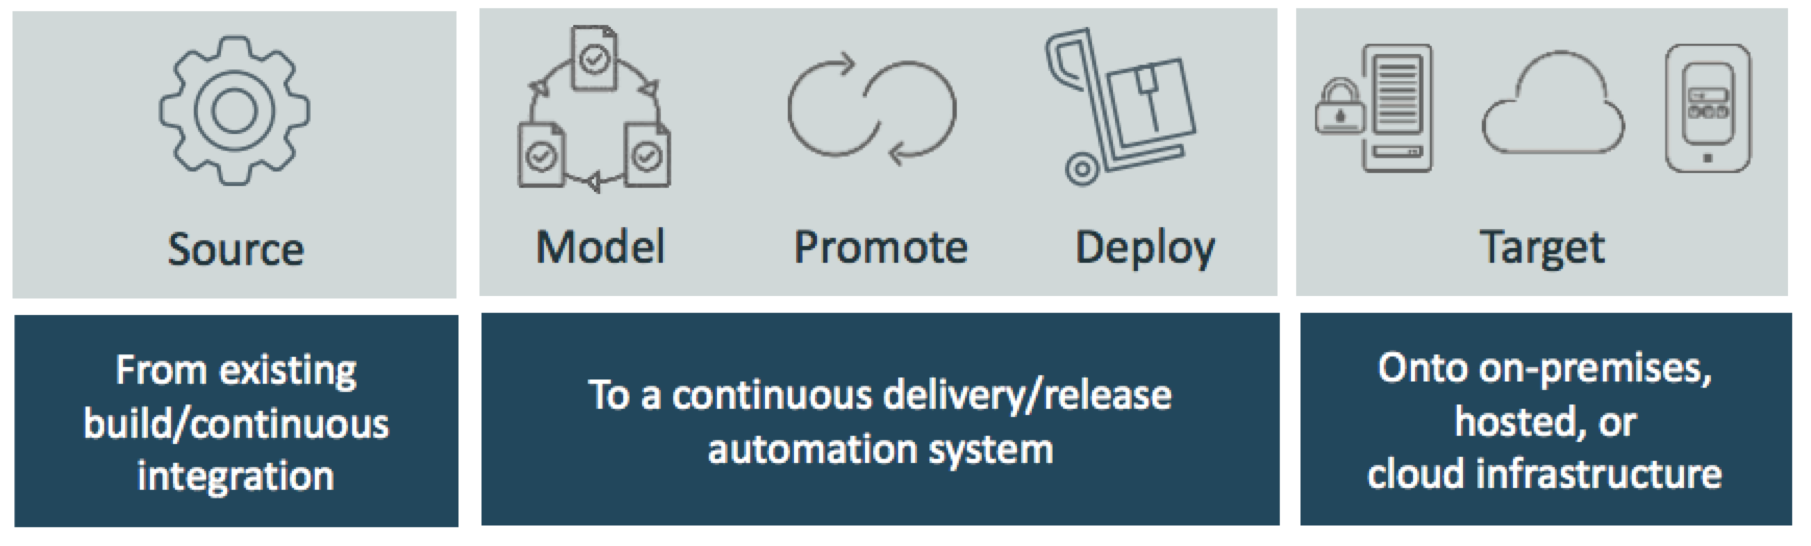 Source
Model
Promote
Deploy
Target
From existing
build/continuous
integration
To a continuous delivery/release
automation system
Onto on-premises,
hosted, or
cloud infrastructure